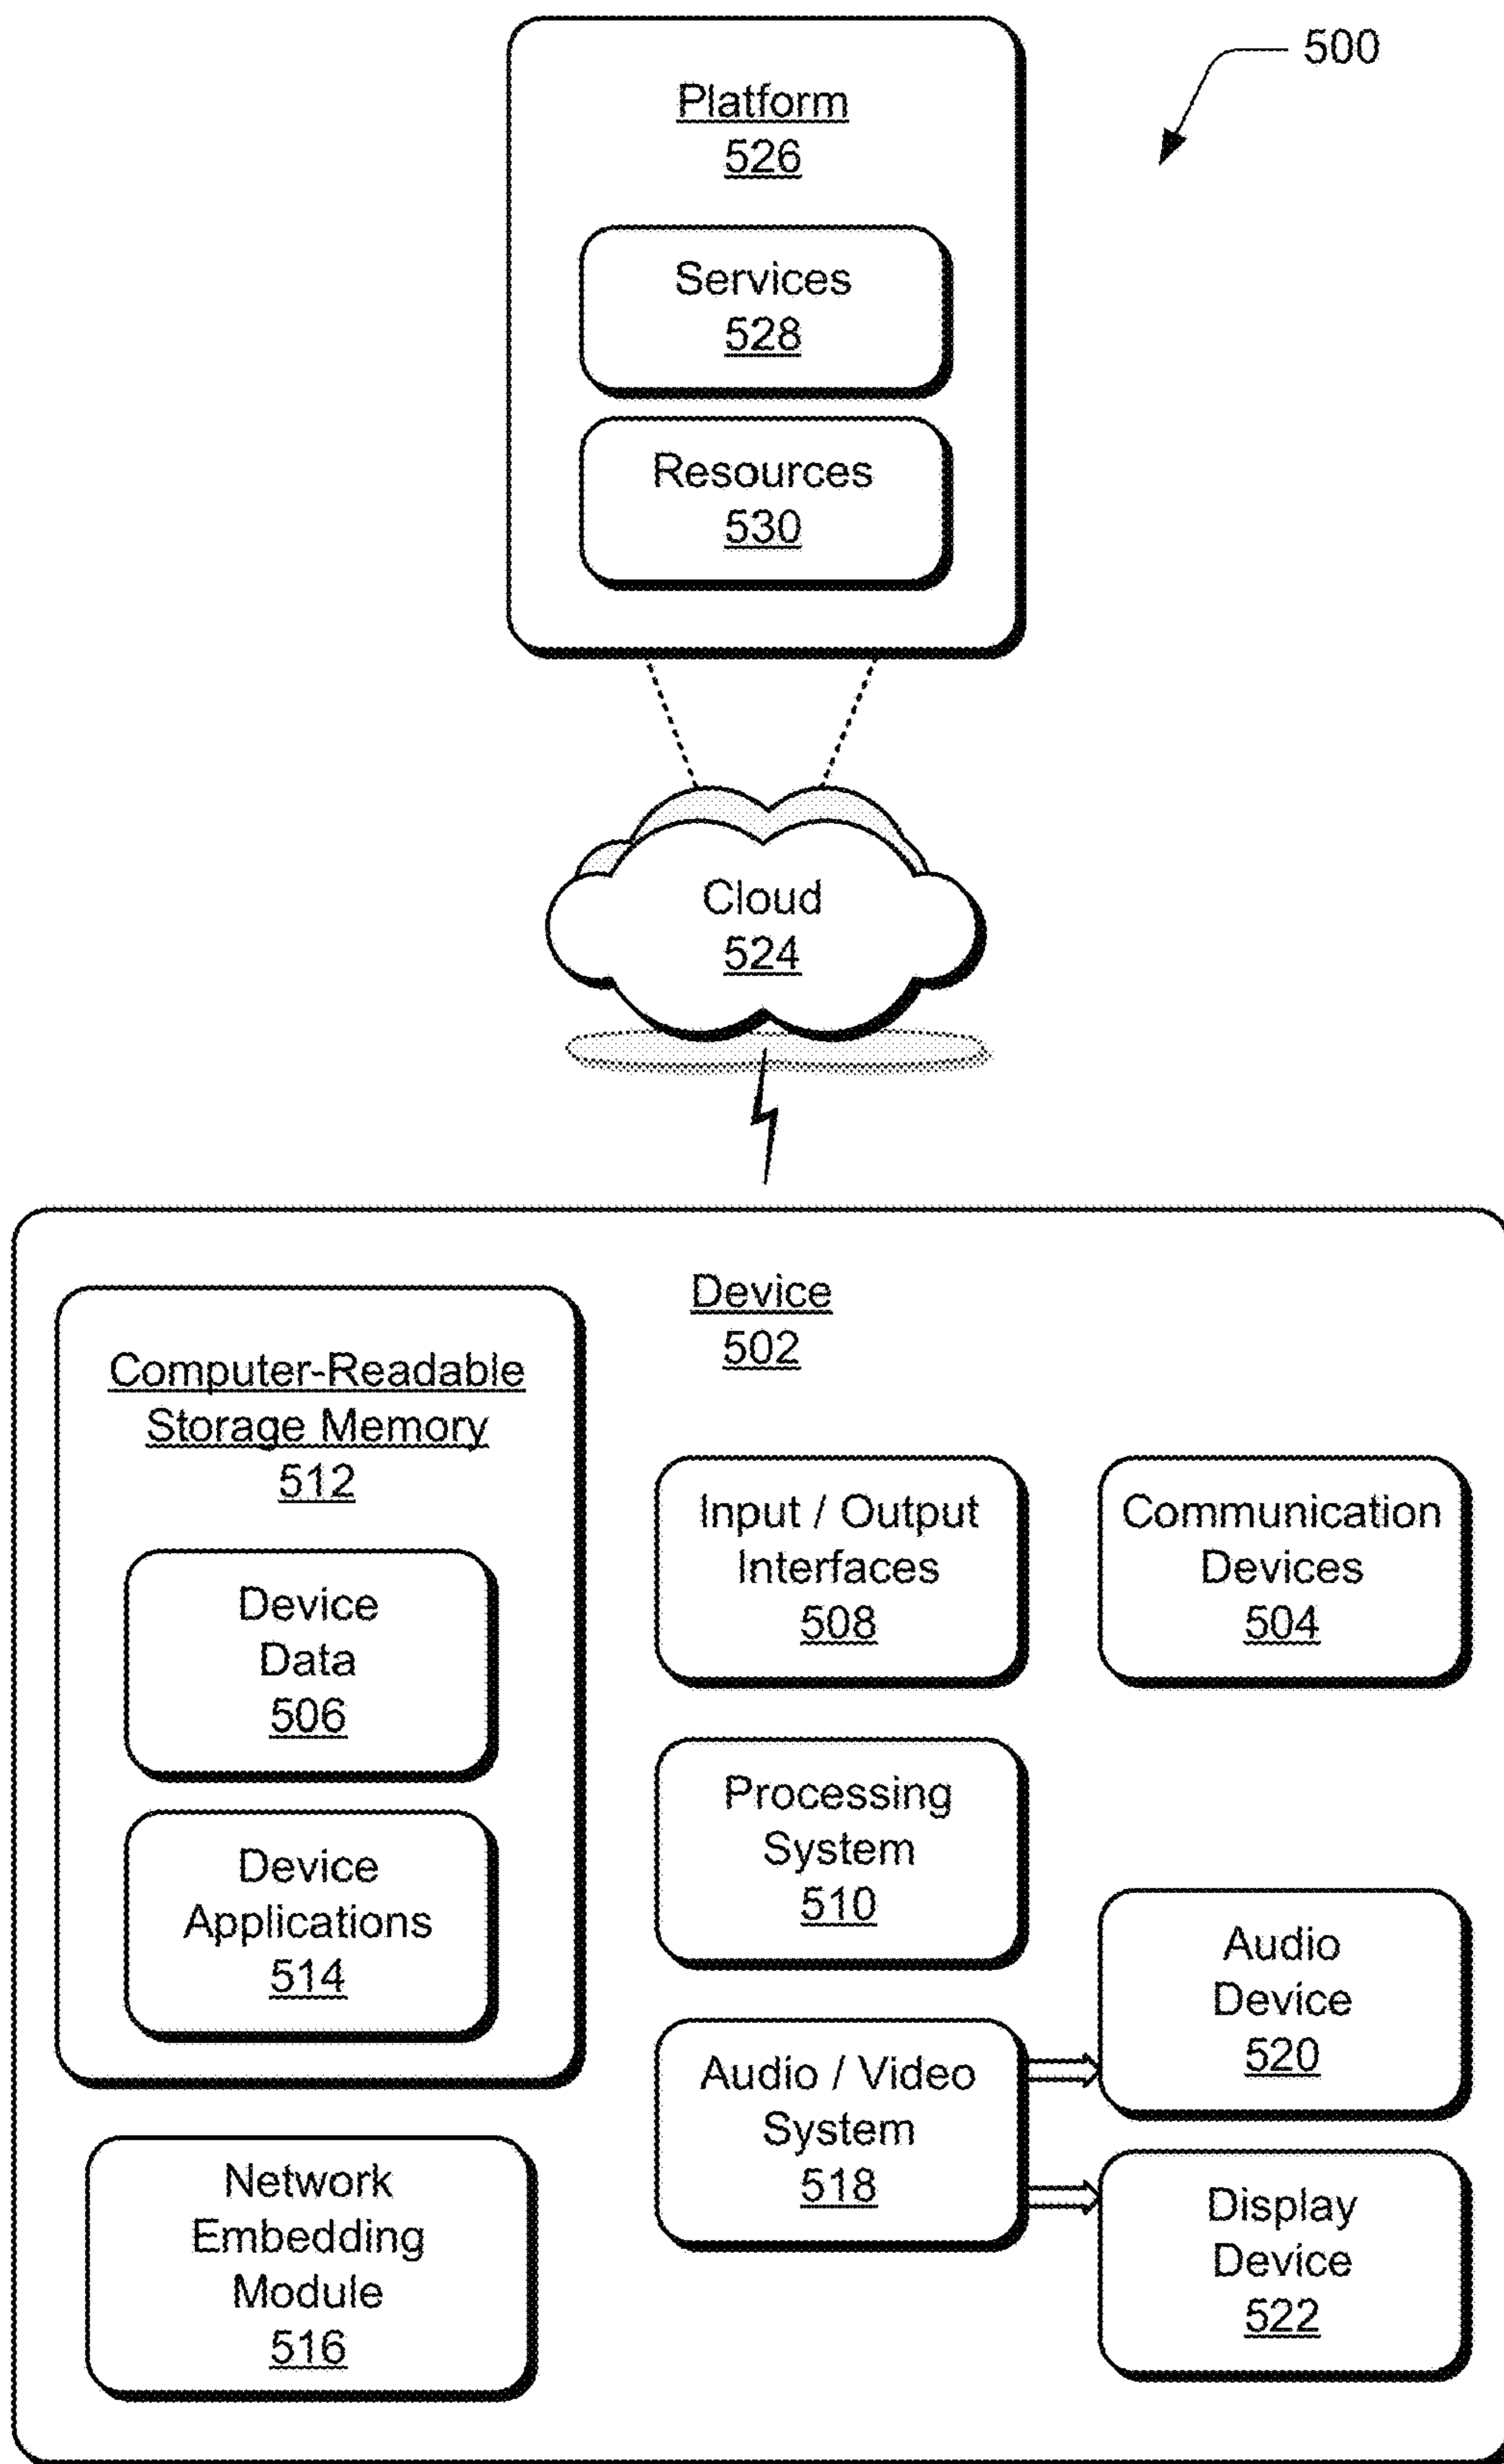 500
Platform
526
Services
528
Resources
530
Cloud
524
Device
502
Computer-Readable
Storage Memory
512
Device
Data
506
Device
Applications
514
Network
Embedding
Module
516
Input / Output
Interfaces
508
Processing
System
510
Audio / Video
System
518
Communication
Devices
504
Audio
Device
520
Display
Device
522